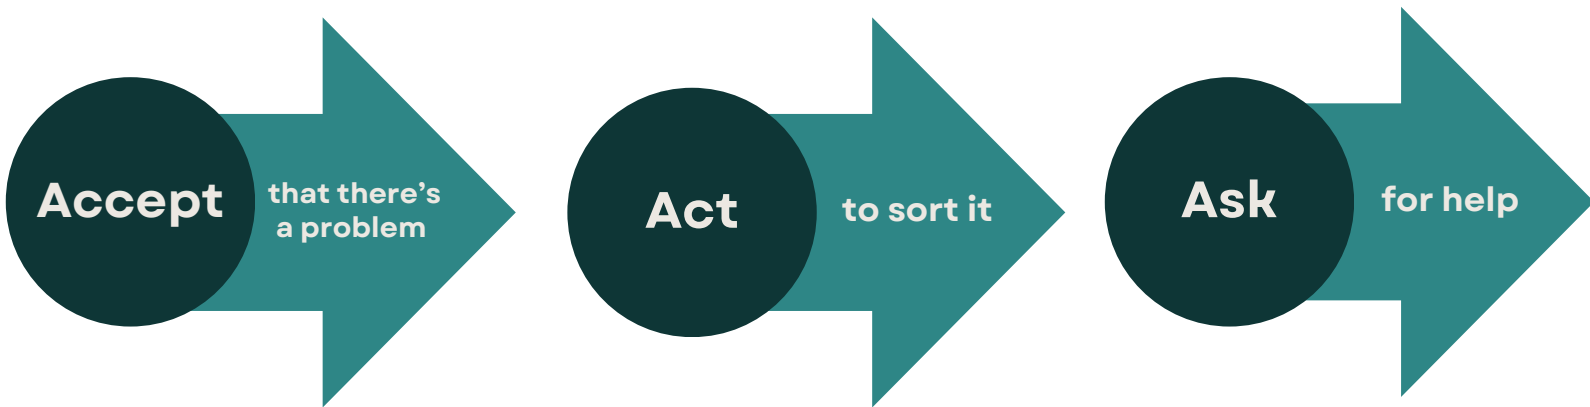 Accept
that there's
a problem
Act
to sort it
Ask
for help